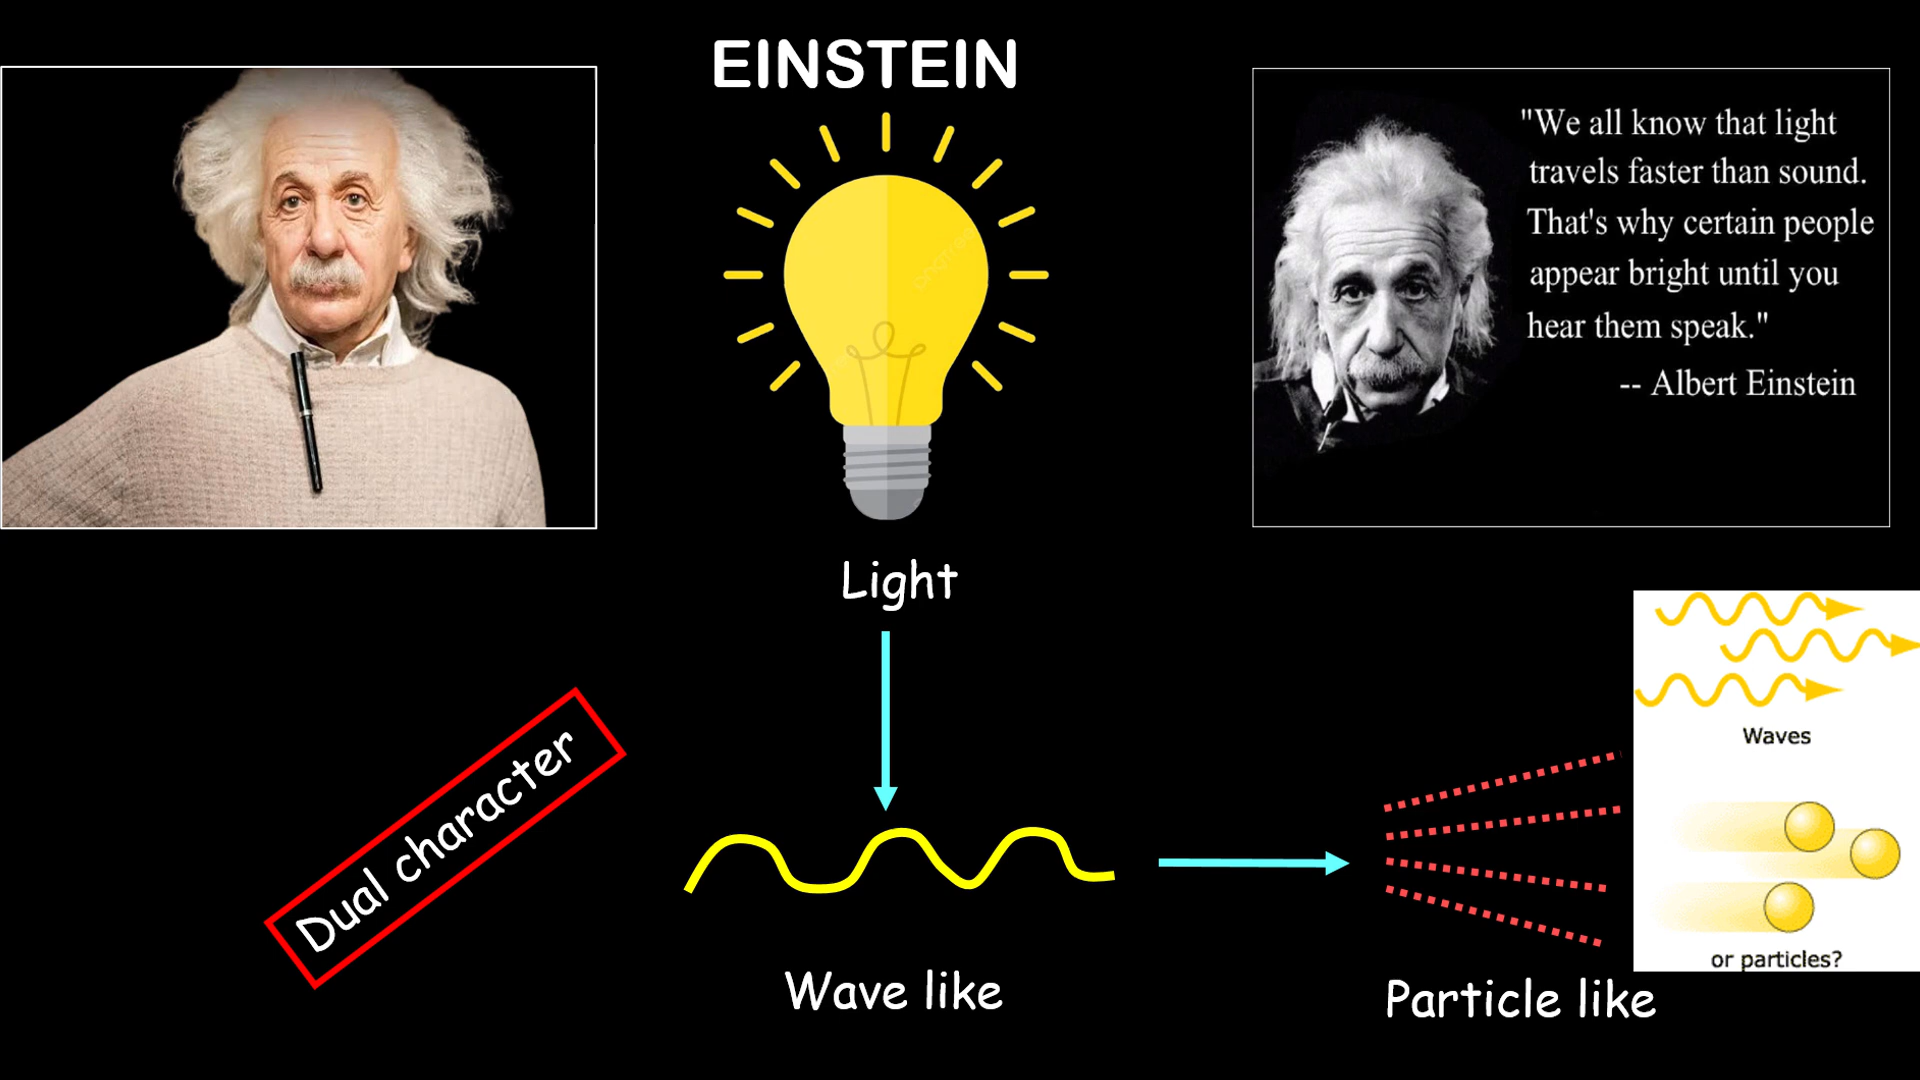 EINSTEIN
"We all know that light
travels faster than sound.
That's why certain people
appear bright until you
hear them speak."
-- Albert Einstein
Light
Waves
Dual character
or particles?
Wave like
Particle like